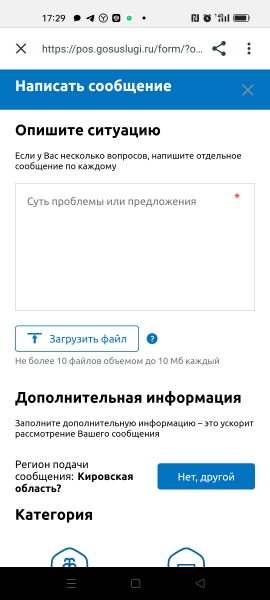 17:29
https://pos.gosuslugi.ru/form/?o...
Написать сообщение
Опишите ситуацию
Если у Вас несколько вопросов, напишите отдельное
сообщение по каждому
Суть проблемы или предложения *
Загрузить файл ?
Не более 10 файлов объемом до 10 Мб каждый
Дополнительная информация
Заполните дополнительную информацию – это ускорит
рассмотрение Вашего сообщения
Регион подачи
сообщения: Кировская
область?
Нет, другой
Категория